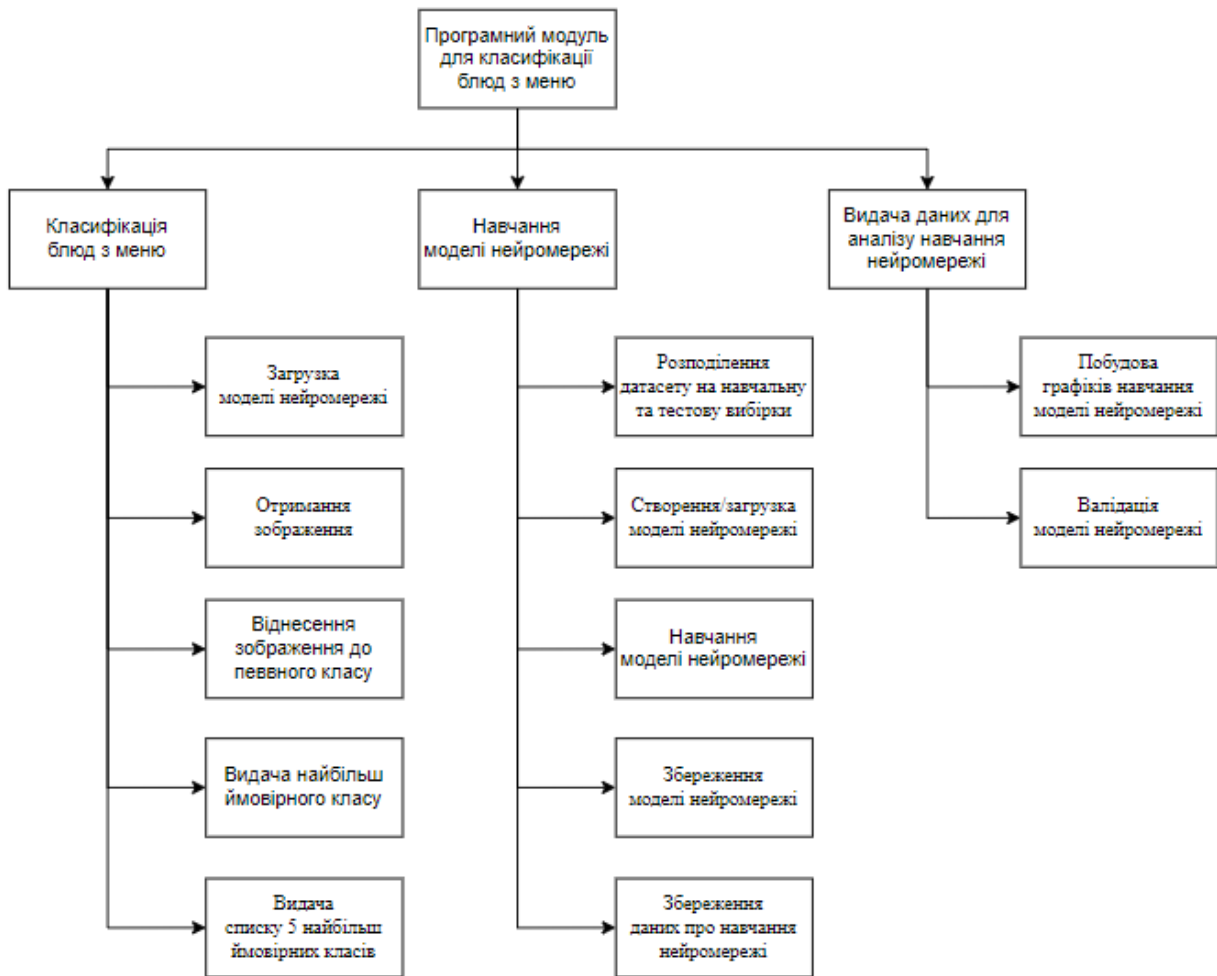 Програмний модуль
для класифікації
блюд з меню
Класифікація
блюд з меню
Навчання
моделі нейромережі
Видача даних для
аналізу навчання
нейромережі
Загрузка
моделі нейромережі
Отримання
зображення
Віднесення
зображення до
певвного класу
Видача найбільш
ймовірного класу
Видача
списку 5 найбільш
ймовірних класів
Розподілення
датасету на навчальну
та тестову вибірки
Створення/загрузка
моделі нейромережі
Навчання
моделі нейромережі
Збереження
моделі нейромережі
Збереження
даних про навчання
нейромережі
Побудова
графіків навчання
моделі нейромережі
Валідація
моделі нейромережі